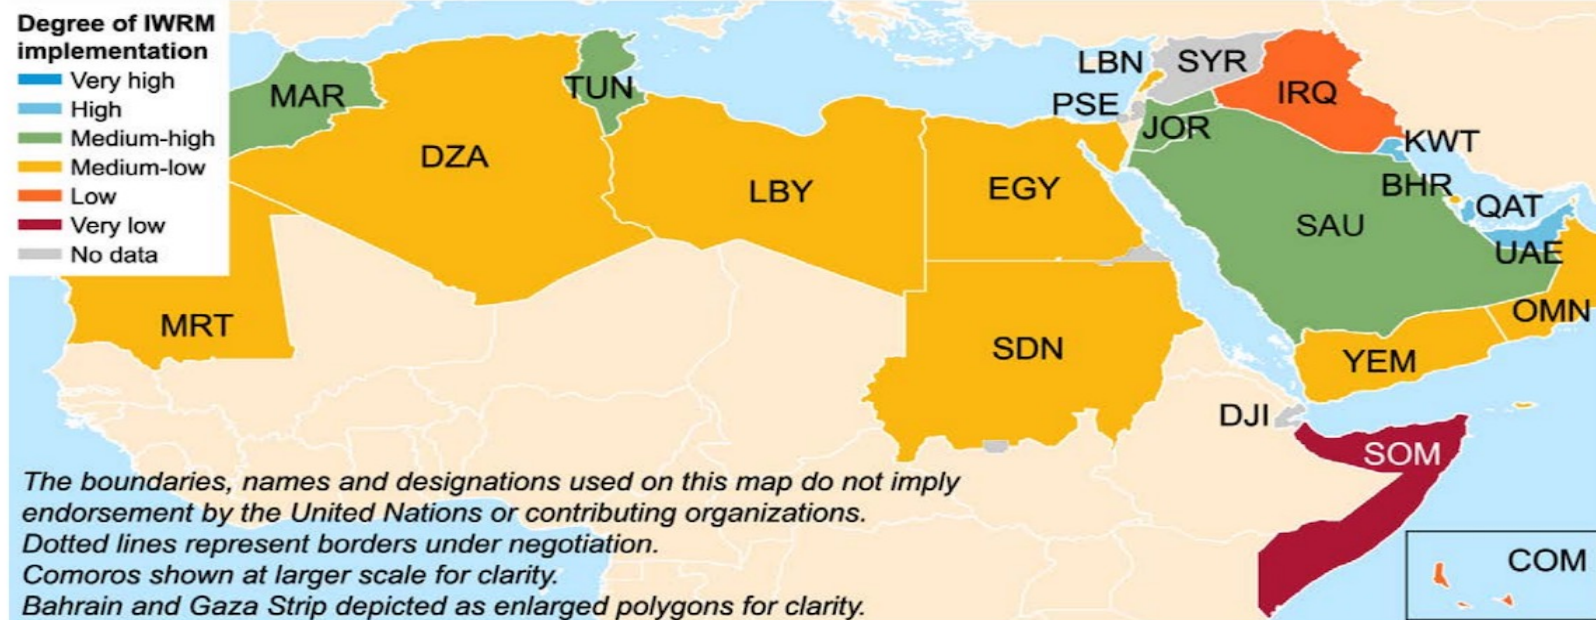 Degree of IWRM
implementation
Very high
High
Medium-high
Medium-low
Low
Very low
No data
MAR
DZA
TUN
LBY
EGY
LBN
SYR
PSE
JOR
IRQ
KWT
BHR
QAT
SAU
UAE
OMN
MRT
SDN
YEM
DJI
SOM
COM
The boundaries, names and designations used on this map do not imply
endorsement by the United Nations or contributing organizations.
Dotted lines represent borders under negotiation.
Comoros shown at larger scale for clarity.
Bahrain and Gaza Strip depicted as enlarged polygons for clarity.